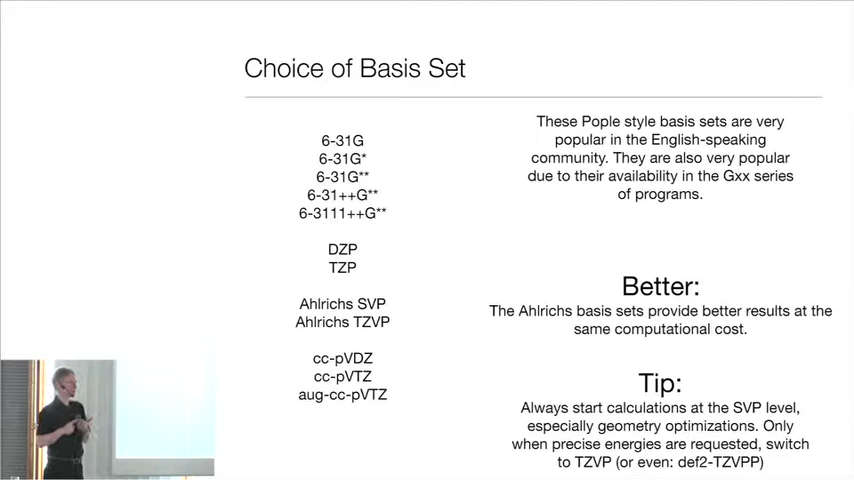 Choice of Basis Set
6-31G
6-31G*
6-31G**
6-31++G**
6-3111++G**
DZP
TZP
Ahlrichs SVP
Ahlrichs TZVP
cc-pVDZ
cc-pVTZ
aug-cc-pVTZ
These Pople style basis sets are very
popular in the English-speaking
community. They are also very popular
due to their availability in the Gxx series
of programs.
Better:
The Ahlrichs basis sets provide better results at the
same computational cost.
Tip:
Always start calculations at the SVP level,
especially geometry optimizations. Only
when precise energies are requested, switch
to TZVP (or even: def2-TZVPP)